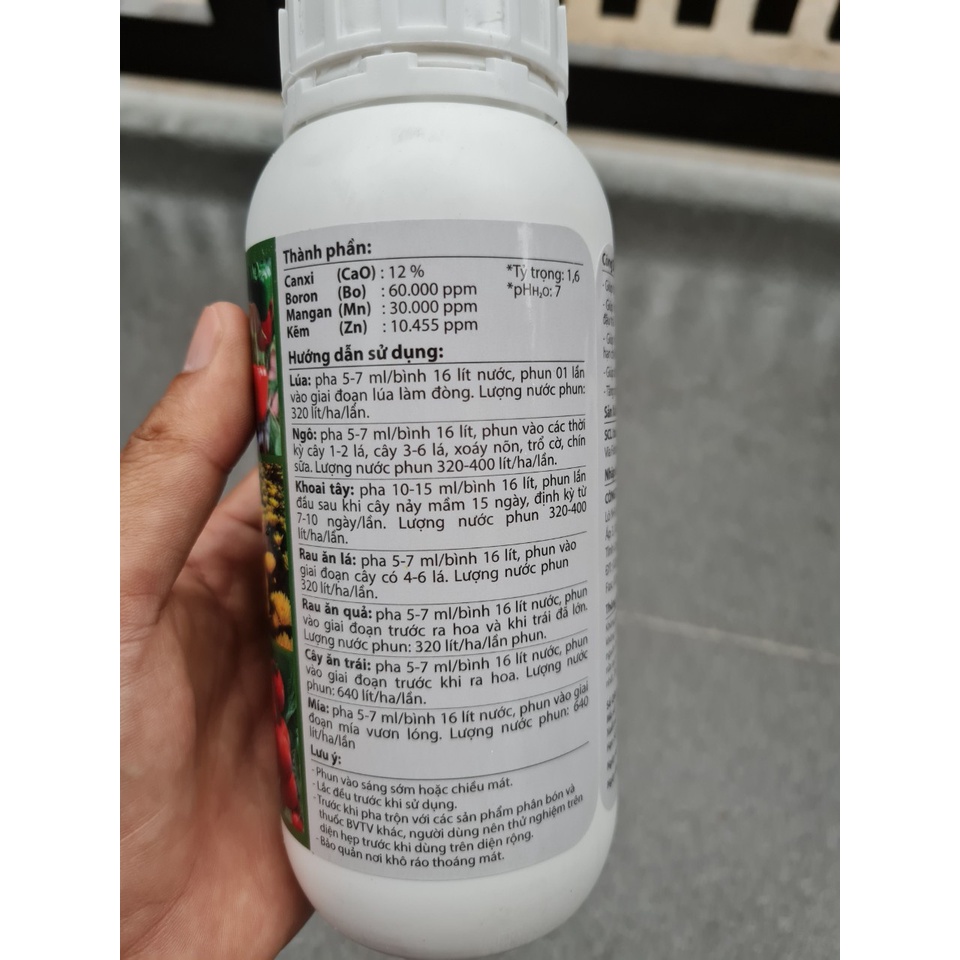 Thành phần:
Canxi (CaO) : 12 % *Tỷ trọng: 1,6
Boron (Bo) : 60.000 ppm *pHH₂O: 7
Mangan (Mn) : 30.000 ppm
Kẽm (Zn) : 10.455 ppm
Hướng dẫn sử dụng:
Lúa: pha 5-7 ml/bình 16 lít nước, phun 01 lần
vào giai đoạn lúa làm đòng. Lượng nước phun:
320 lít/ha/lần.
Ngô: pha 5-7 ml/bình 16 lít, phun vào các thời
kỳ cây 1-2 lá, cây 3-6 lá, xoáy nõn, trổ cờ, chín
sữa. Lượng nước phun 320-400 lít/ha/lần.
Khoai tây: pha 10-15 ml/bình 16 lít, phun lần
đầu sau khi cây nảy mầm 15 ngày, định kỳ từ
7-10 ngày/lần. Lượng nước phun 320-400
lít/ha/lần.
Rau ăn lá: pha 5-7 ml/bình 16 lít, phun vào
giai đoạn cây có 4-6 lá. Lượng nước phun
320 lít/ha/lần.
Rau ăn quả: pha 5-7 ml/bình 16 lít nước, phun
vào giai đoạn trước ra hoa và khi trái đã lớn.
Lượng nước phun: 320 lít/ha/lần phun.
Cây ăn trái: pha 5-7 ml/bình 16 lít nước, phun
vào giai đoạn trước khi ra hoa. Lượng nước
phun: 640 lít/ha/lần.
Mía: pha 5-7 ml/bình 16 lít nước, phun vào giai
đoạn mía vươn lóng. Lượng nước phun: 640
lít/ha/lần
Lưu ý:
- Phun vào sáng sớm hoặc chiều mát.
- Lắc đều trước khi sử dụng.
- Trước khi pha trộn với các sản phẩm phân bón và
thuốc BVTV khác, người dùng nên thử nghiệm trên
diện hẹp trước khi dùng trên diện rộng.
- Bảo quản nơi khô ráo thoáng mát.